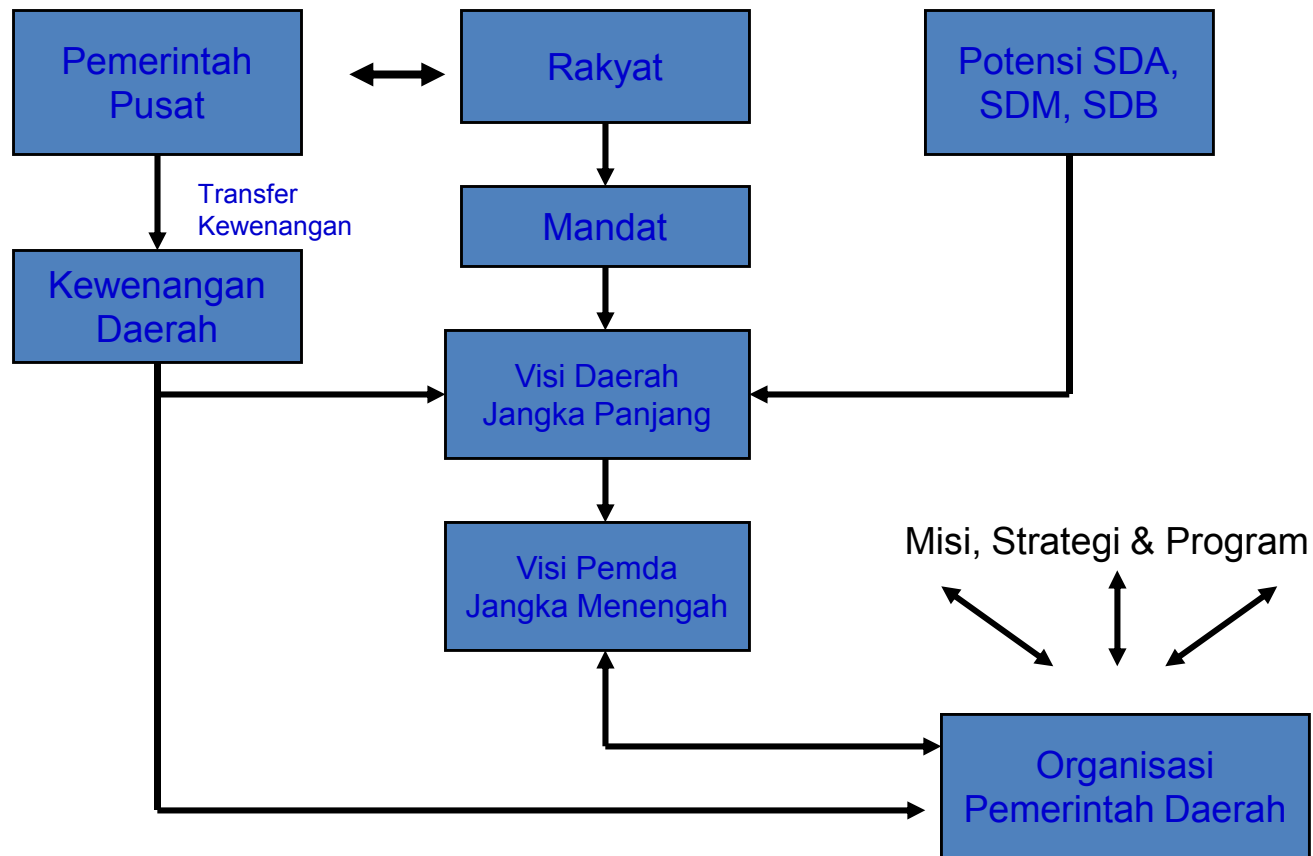 Pemerintah
Pusat
Rakyat
Potensi SDA,
SDM, SDB
Transfer
Kewenangan
Mandat
Kewenangan
Daerah
Visi Daerah
Jangka Panjang
Visi Pemda
Jangka Menengah
Misi, Strategi & Program
Organisasi
Pemerintah Daerah